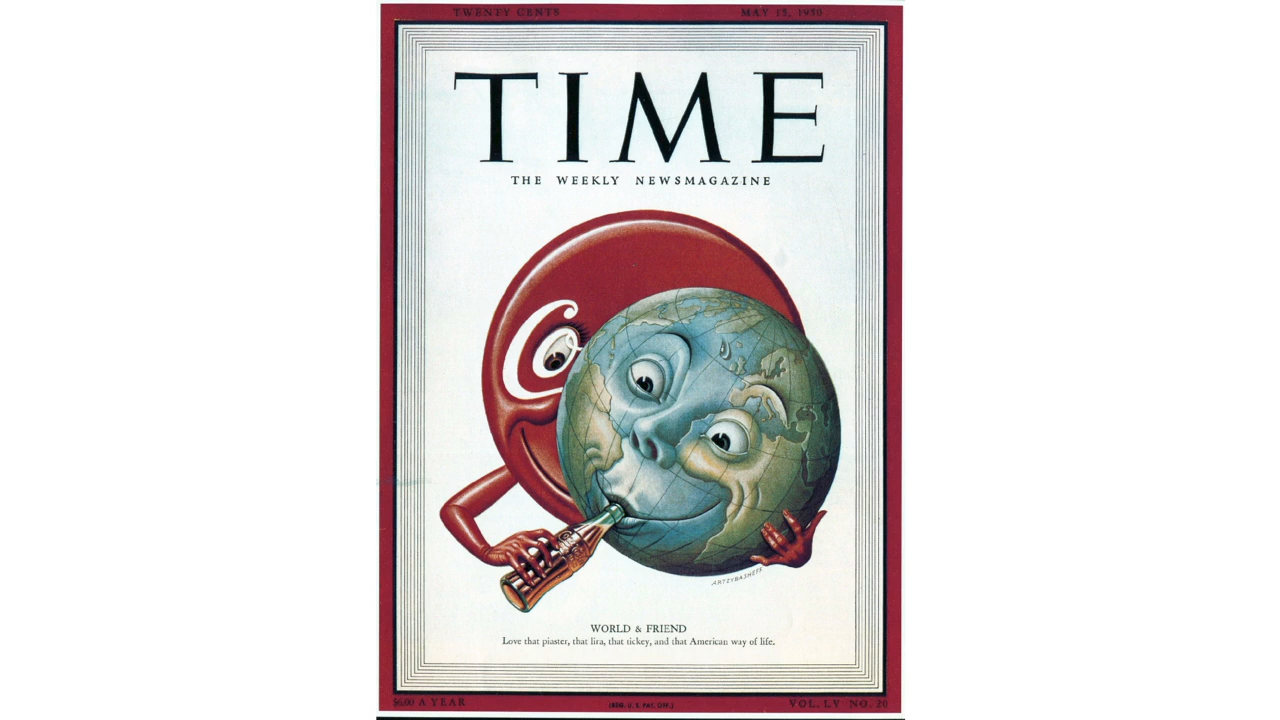 TWENTY CENTS MAY 15, 1950
TIME
THE WEEKLY NEWSMAGAZINE
ARTZYBASHEFF
WORLD & FRIEND
Love that piaster, that lira, that tickey, and that American way of life.
$6.00 A YEAR (REG. U. S. PAT. OFF.) VOL. LV NO. 20